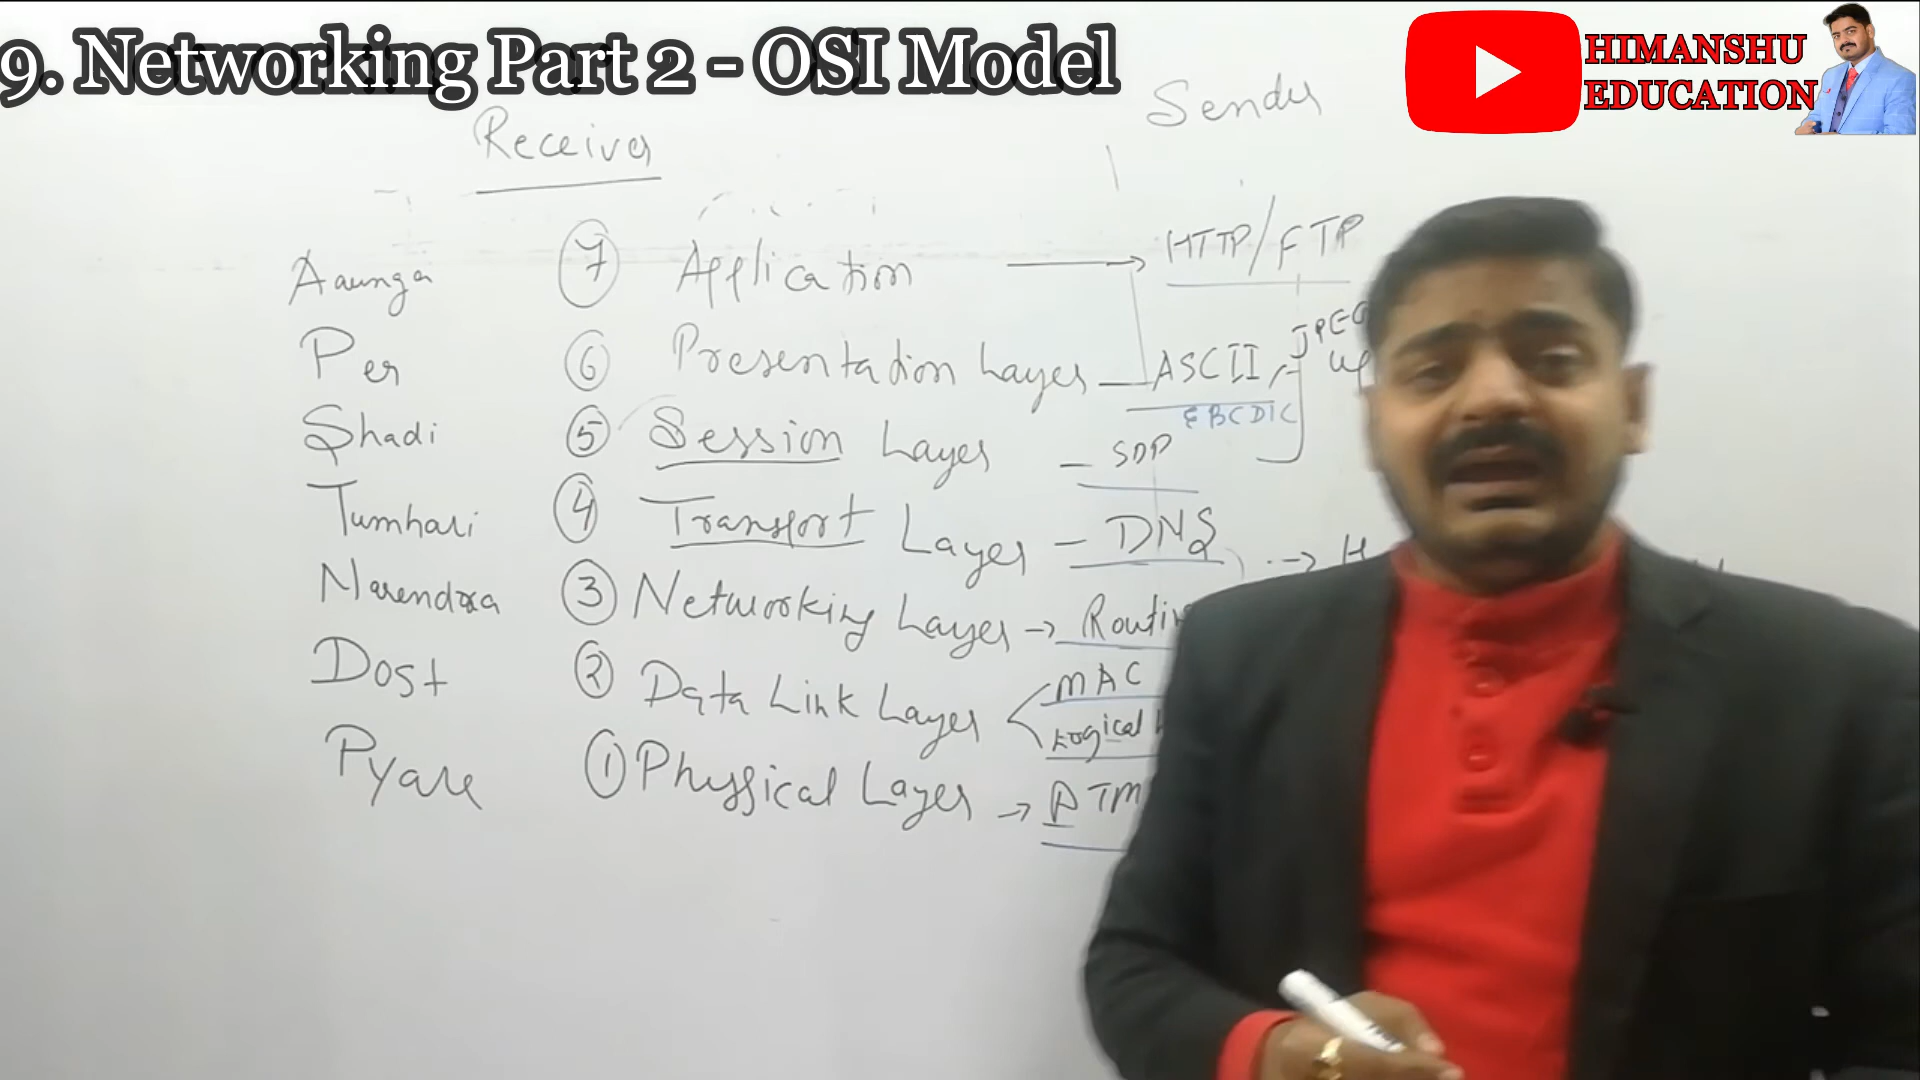 9. Networking Part 2 - OSI Model
HIMANSHU
EDUCATION
Receiver
Sender
Aaunga 7 Application → HTTP/FTP
Per 6 Presentation Layer - ASCII, JPEG
EBCDIC
Shadi 5 Session Layer - SDP
Tumhari 4 Transport Layer - DNS → H
Narendra 3 Networking Layer → Routin
Dost 2 Data Link Layer < MAC
Logical
Pyare 1 Physical Layer →